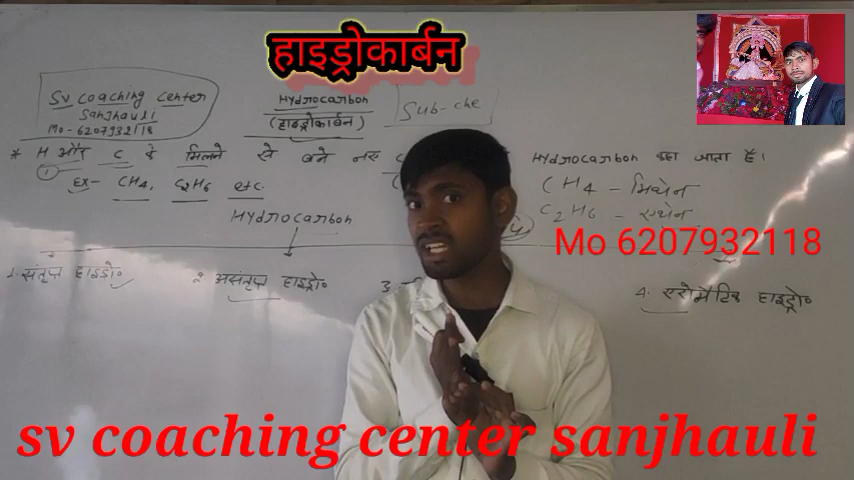 हाइड्रोकार्बन
SV coaching center
Sanjhauli
Mo - 6207932118
Hydrocarbon
(हाइड्रोकार्बन)
Sub - che
* H और C के मिलने से बने
Hydrocarbon कहा जाता है।
Ex - CH4, C2H6 etc.
CH4 - मिथेन
C2H6 - एथेन
Hydrocarbon
Mo 6207932118
1. संतृप्त हाइड्रो०
2. असंतृप्त हाइड्रो०
3.
4. एरोमैटिक हाइड्रो०
sv coaching center sanjhauli